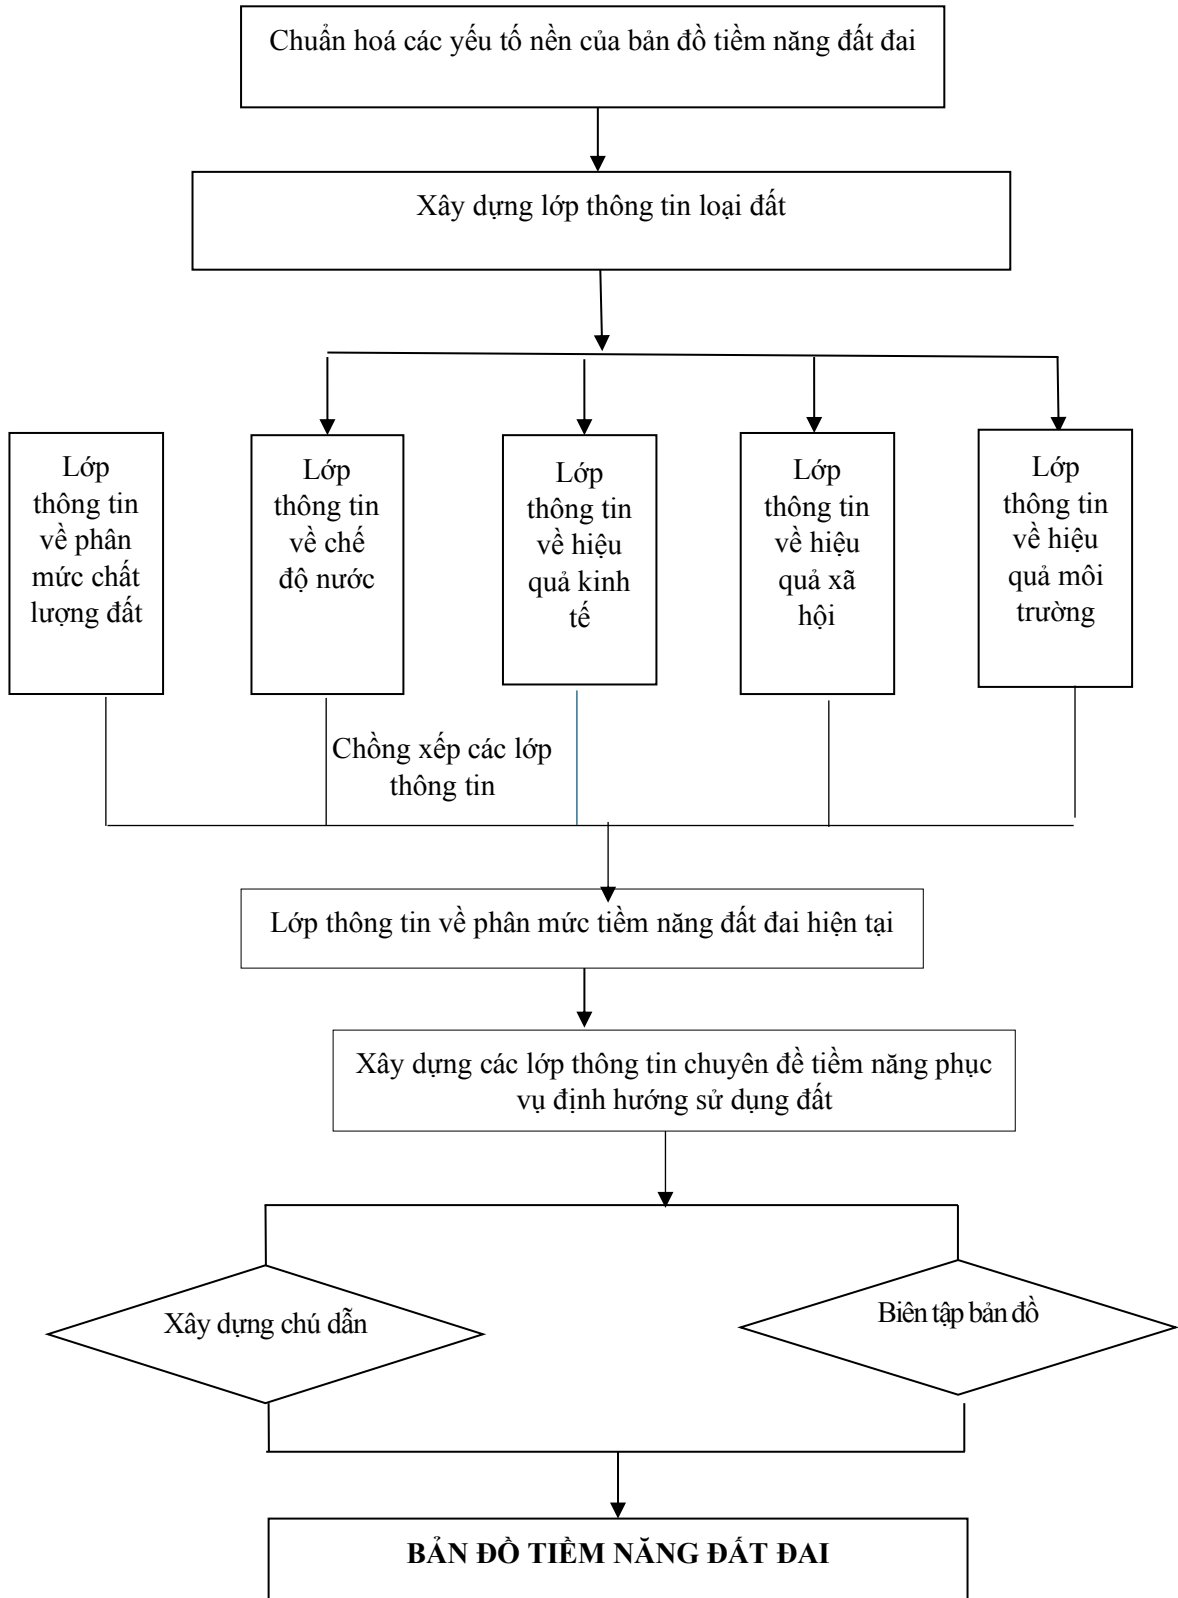 Chuẩn hoá các yếu tố nền của bản đồ tiềm năng đất đai
Xây dựng lớp thông tin loại đất
Lớp
thông tin
về phân
mức chất
lượng đất
Lớp
thông tin
về chế
độ nước
Lớp
thông tin
về hiệu
quả kinh
tế
Lớp
thông tin
về hiệu
quả xã
hội
Lớp
thông tin
về hiệu
quả môi
trường
Chồng xếp các lớp
thông tin
Lớp thông tin về phân mức tiềm năng đất đai hiện tại
Xây dựng các lớp thông tin chuyên đề tiềm năng phục
vụ định hướng sử dụng đất
Xây dựng chú dẫn
Biên tập bản đồ
BẢN ĐỒ TIỀM NĂNG ĐẤT ĐAI